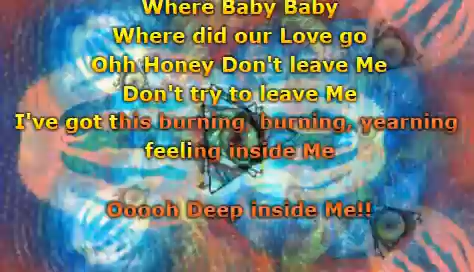 Where Baby Baby
Where did our Love go
Ohh Honey Don't leave Me
Don't try to leave Me
I've got this burning, burning, yearning
feeling inside Me
Ooooh Deep inside Me!!